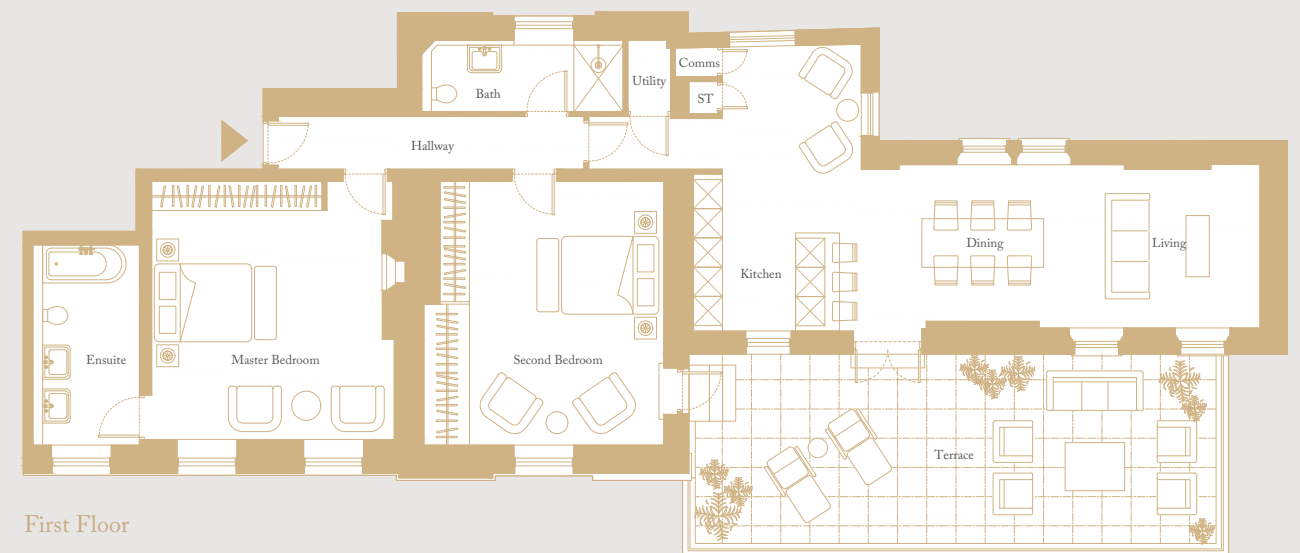 Comms
Utility
Bath
ST
Hallway
Dining
Living
Kitchen
Ensuite
Master Bedroom
Second Bedroom
Terrace
First Floor